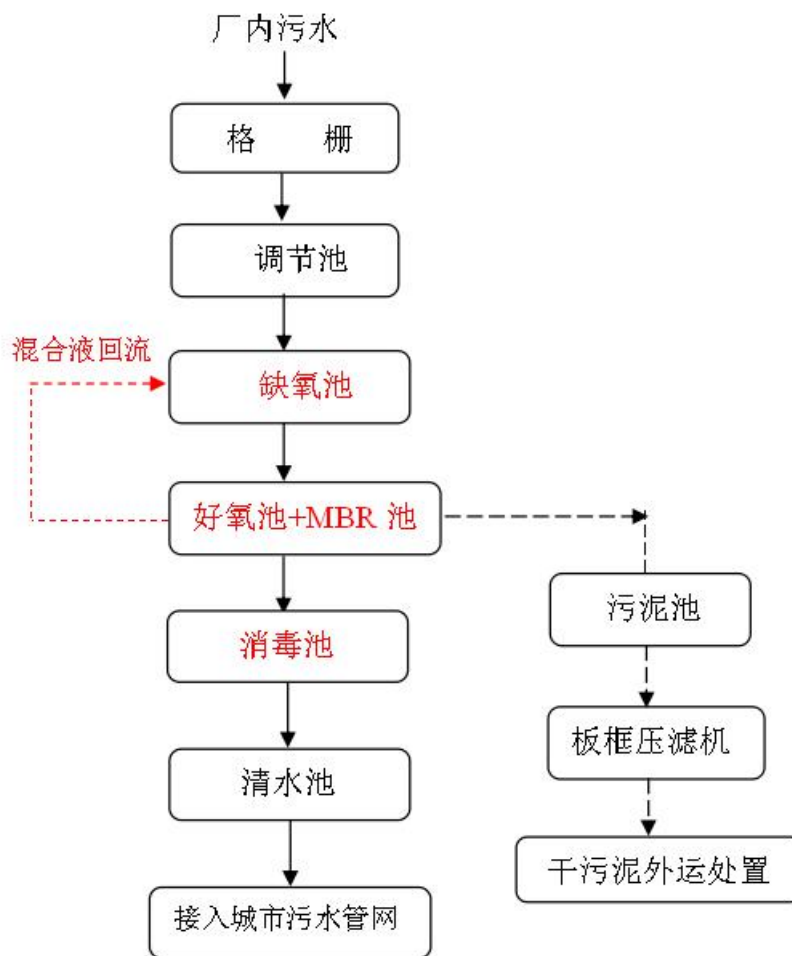 厂内污水
格 栅
调节池
混合液回流
缺氧池
好氧池+MBR 池
污泥池
消毒池
板框压滤机
清水池
干污泥外运处置
接入城市污水管网